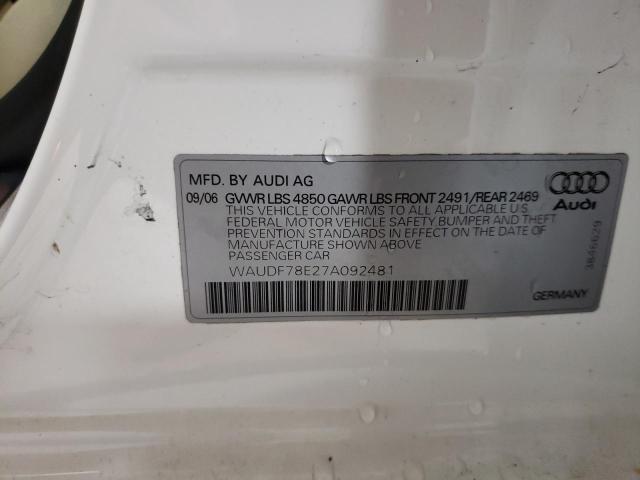 MFD. BY AUDI AG
09/06 GVWR LBS 4850 GAWR LBS FRONT 2491/REAR 2469
THIS VEHICLE CONFORMS TO ALL APPLICABLE U.S.
FEDERAL MOTOR VEHICLE SAFETY BUMPER AND THEFT
PREVENTION STANDARDS IN EFFECT ON THE DATE OF
MANUFACTURE SHOWN ABOVE
PASSENGER CAR
WAUDF78E27A092481
Audi
3846629
GERMANY